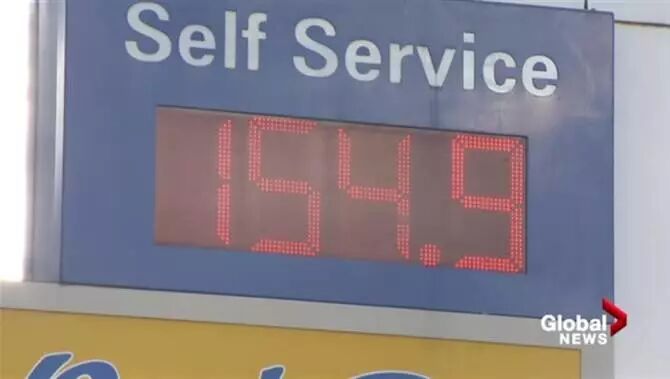 Self Service
154.9
Global
NEWS